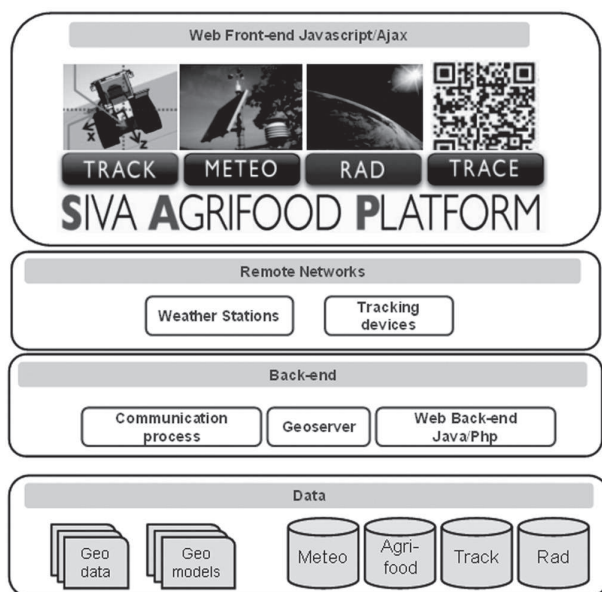 Web Front-end Javascript/Ajax
X
Z
TRACK METEO RAD TRACE
SIVA AGRIFOOD PLATFORM
Remote Networks
Weather Stations
Tracking
devices
Back-end
Communication
process
Geoserver
Web Back-end
Java/Php
Data
Geo
data
Geo
models
Meteo
Agri-
food
Track
Rad